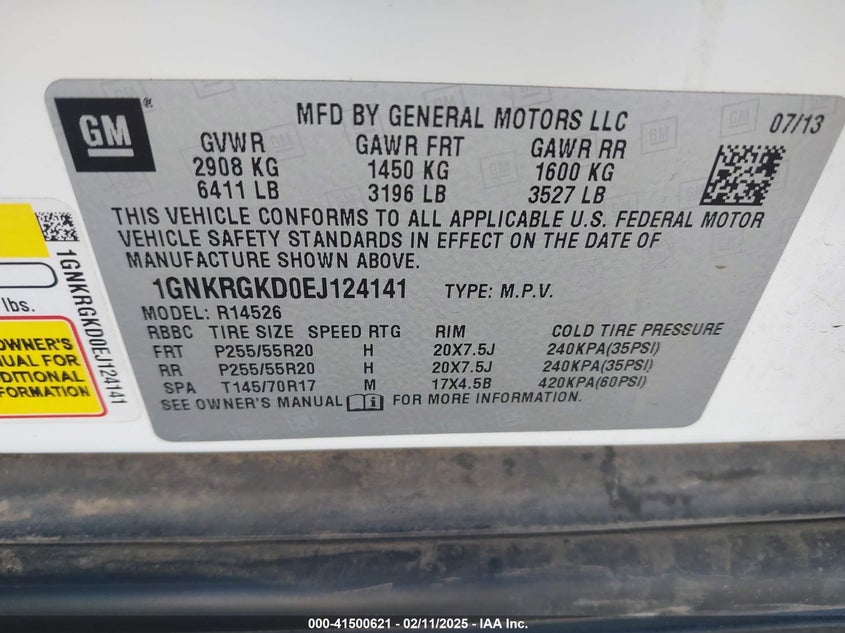 GM ®
MFD BY GENERAL MOTORS LLC
07/13
GVWR GAWR FRT GAWR RR
2908 KG 1450 KG 1600 KG
6411 LB 3196 LB 3527 LB
THIS VEHICLE CONFORMS TO ALL APPLICABLE U.S. FEDERAL MOTOR
VEHICLE SAFETY STANDARDS IN EFFECT ON THE DATE OF
MANUFACTURE SHOWN ABOVE.
1GNKRGKD0EJ124141 TYPE: M.P.V.
MODEL: R14526
RBBC TIRE SIZE SPEED RTG RIM COLD TIRE PRESSURE
FRT P255/55R20 H 20X7.5J 240KPA(35PSI)
RR P255/55R20 H 20X7.5J 240KPA(35PSI)
SPA T145/70R17 M 17X4.5B 420KPA(60PSI)
SEE OWNER'S MANUAL FOR MORE INFORMATION.
lbs.
OWNER'S
MANUAL FOR
ADDITIONAL
INFORMATION
1GNKRGKD0EJ124141
000-41500621 - 02/11/2025 - IAA Inc.